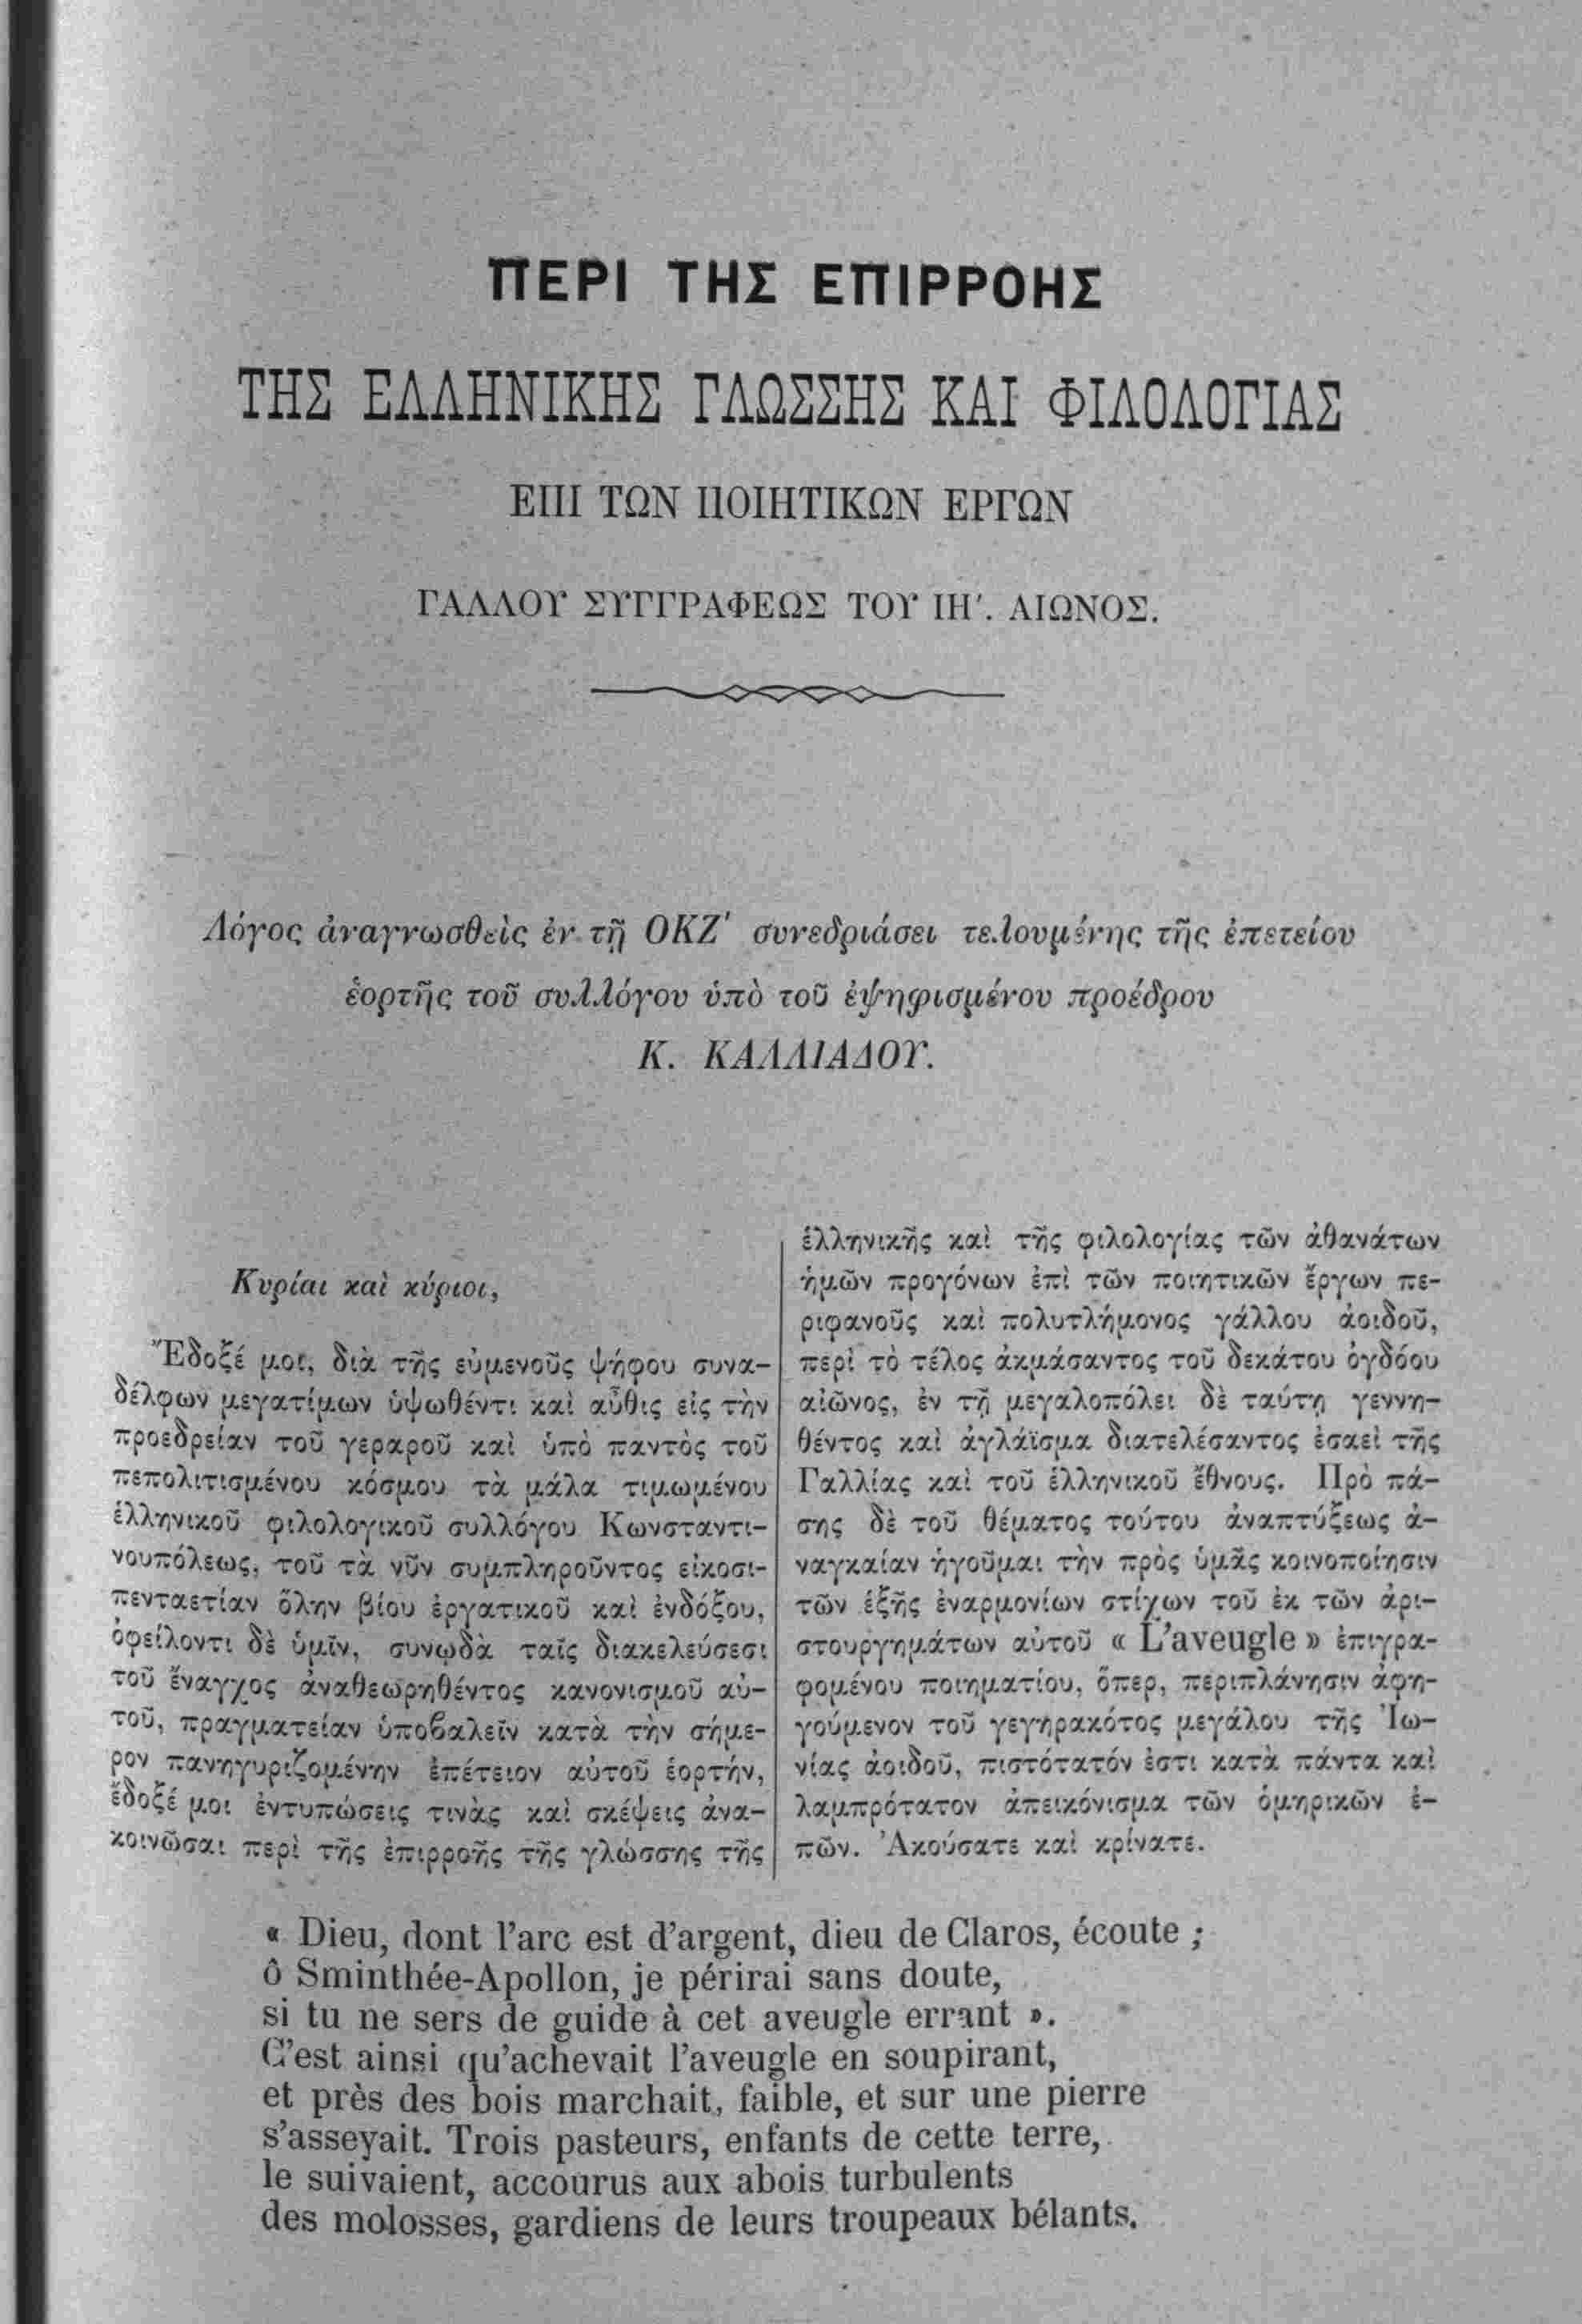 ΠΕΡΙ ΤΗΣ ΕΠΙΡΡΟΗΣ
ΤΗΣ ΕΛΛΗΝΙΚΗΣ ΓΛΩΣΣΗΣ ΚΑΙ ΦΙΛΟΛΟΓΙΑΣ
ΕΠΙ ΤΩΝ ΠΟΙΗΤΙΚΩΝ ΕΡΓΩΝ
ΓΑΛΛΟΥ ΣΥΓΓΡΑΦΕΩΣ ΤΟΥ ΙΗ΄. ΑΙΩΝΟΣ.
Λόγος ἀναγνωσθεὶς ἐν τῇ ΟΚΖ΄ συνεδριάσει τελουμένης τῆς ἐπετείου
ἑορτῆς τοῦ συλλόγου ὑπὸ τοῦ ἐψηφισμένου προέδρου
Κ. ΚΑΛΛΙΑΔΟΥ.
Κυρίαι καὶ κύριοι,
Ἔδοξέ μοι, διὰ τῆς εὐμενοῦς ψήφου συνα-
δέλφων μεγατίμων ὑψωθέντι καὶ αὖθις εἰς τὴν
προεδρείαν τοῦ γεραροῦ καὶ ὑπὸ παντὸς τοῦ
πεπολιτισμένου κόσμου τὰ μάλα τιμωμένου
ἑλληνικοῦ φιλολογικοῦ συλλόγου Κωνσταντι-
νουπόλεως, τοῦ τὰ νῦν συμπληροῦντος εἰκοσι-
πενταετίαν ὅλην βίου ἐργατικοῦ καὶ ἐνδόξου,
ὀφείλοντι δὲ ὑμῖν, συνῳδὰ ταῖς διακελεύσεσι
τοῦ ἔναγχος ἀναθεωρηθέντος κανονισμοῦ αὐ-
τοῦ, πραγματείαν ὑποβαλεῖν κατὰ τὴν σήμε-
ρον πανηγυριζομένην ἐπέτειον αὐτοῦ ἑορτήν,
ἔδοξέ μοι ἐντυπώσεις τινὰς καὶ σκέψεις ἀνα-
κοινῶσαι περὶ τῆς ἐπιρροῆς τῆς γλώσσης τῆς
ἑλληνικῆς καὶ τῆς φιλολογίας τῶν ἀθανάτων
ἡμῶν προγόνων ἐπὶ τῶν ποιητικῶν ἔργων πε-
ριφανοῦς καὶ πολυτλήμονος γάλλου ἀοιδοῦ,
περὶ τὸ τέλος ἀκμάσαντος τοῦ δεκάτου ὀγδόου
αἰῶνος, ἐν τῇ μεγαλοπόλει δὲ ταύτῃ γεννη-
θέντος καὶ ἀγλάϊσμα διατελέσαντος ἐσαεὶ τῆς
Γαλλίας καὶ τοῦ ἑλληνικοῦ ἔθνους. Πρὸ πά-
σης δὲ τοῦ θέματος τούτου ἀναπτύξεως ἀ-
ναγκαίαν ἡγοῦμαι τὴν πρὸς ὑμᾶς κοινοποίησιν
τῶν ἑξῆς ἐναρμονίων στίχων τοῦ ἐκ τῶν ἀρι-
στουργημάτων αὐτοῦ « L’aveugle » ἐπιγρα-
φομένου ποιηματίου, ὅπερ, περιπλάνησιν ἀφη-
γούμενον τοῦ γεγηρακότος μεγάλου τῆς Ἰω-
νίας ἀοιδοῦ, πιστότατόν ἐστι κατὰ πάντα καὶ
λαμπρότατον ἀπεικόνισμα τῶν ὁμηρικῶν ἐ-
πῶν. Ἀκούσατε καὶ κρίνατε.
« Dieu, dont l’arc est d’argent, dieu de Claros, écoute ;
ô Sminthée-Apollon, je périrai sans doute,
si tu ne sers de guide à cet aveugle errant ».
C’est ainsi qu’achevait l’aveugle en soupirant,
et près des bois marchait, faible, et sur une pierre
s’asseyait. Trois pasteurs, enfants de cette terre,
le suivaient, accourus aux abois turbulents
des molosses, gardiens de leurs troupeaux bélants.